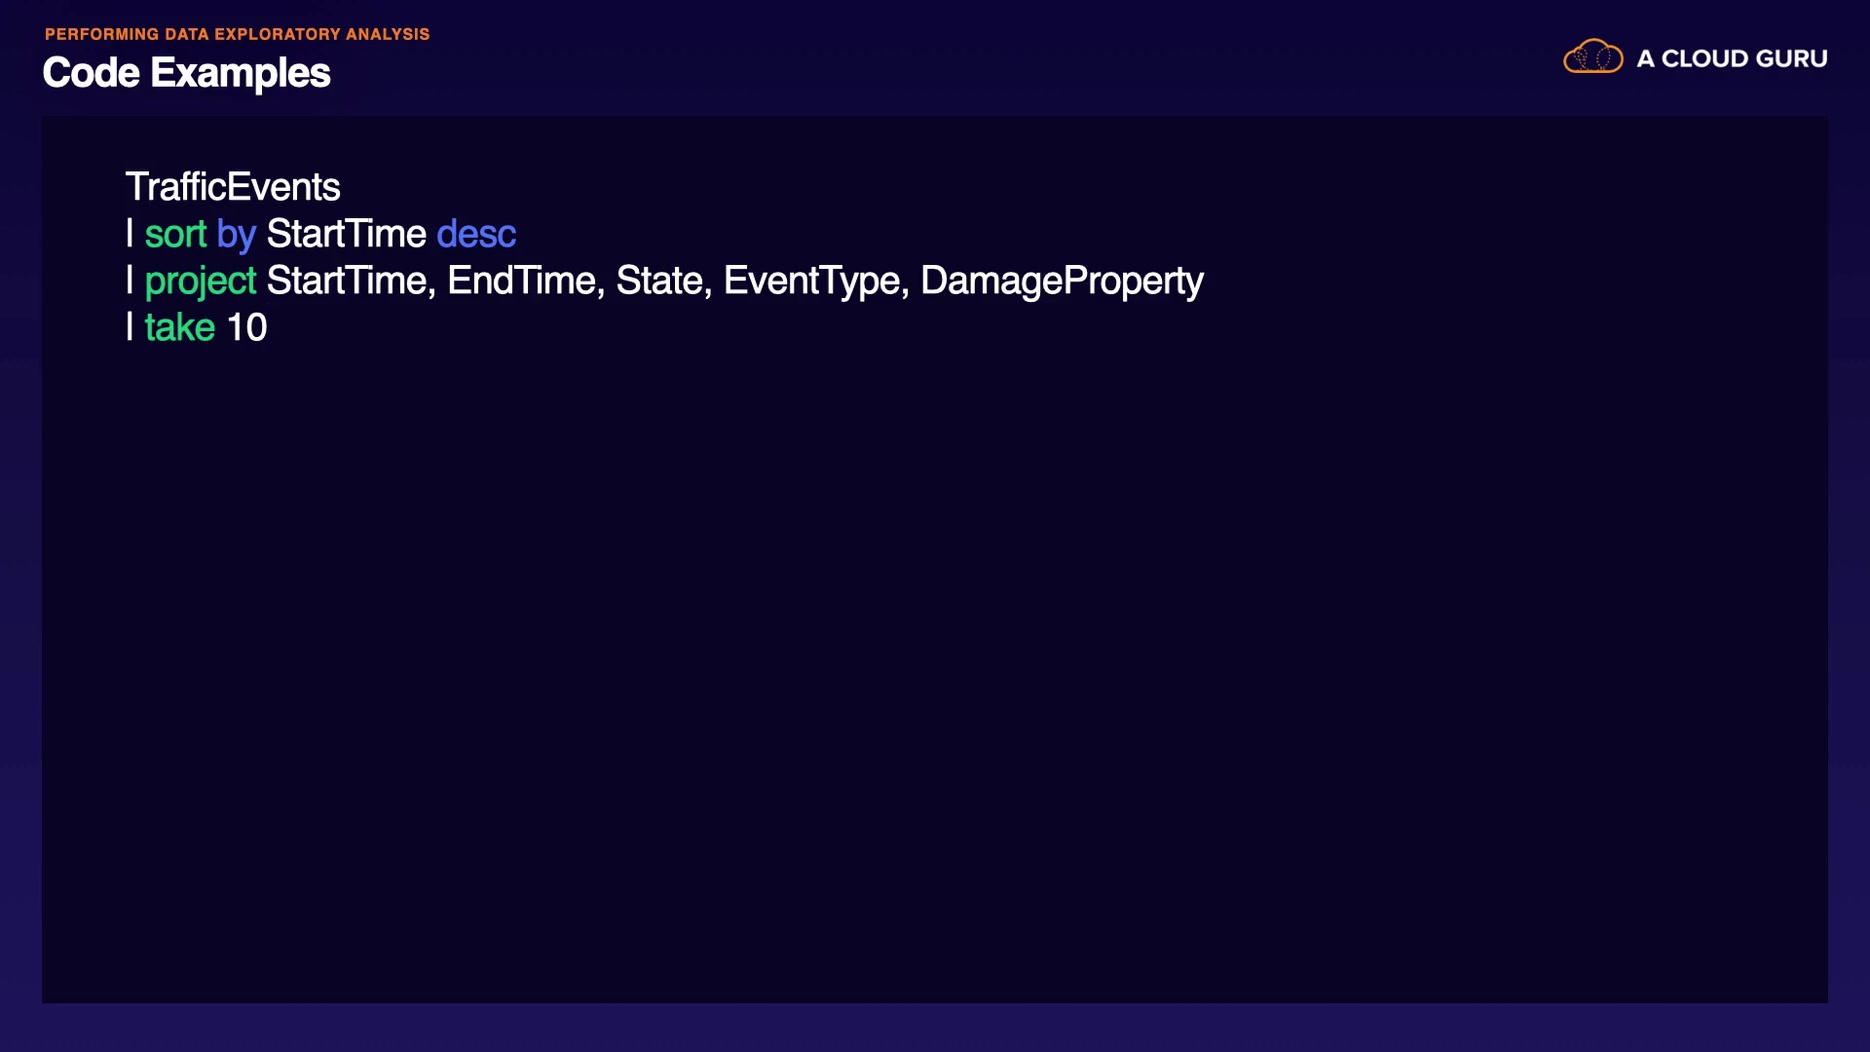 PERFORMING DATA EXPLORATORY ANALYSIS
Code Examples
A CLOUD GURU
TrafficEvents
| sort by StartTime desc
| project StartTime, EndTime, State, EventType, DamageProperty
| take 10